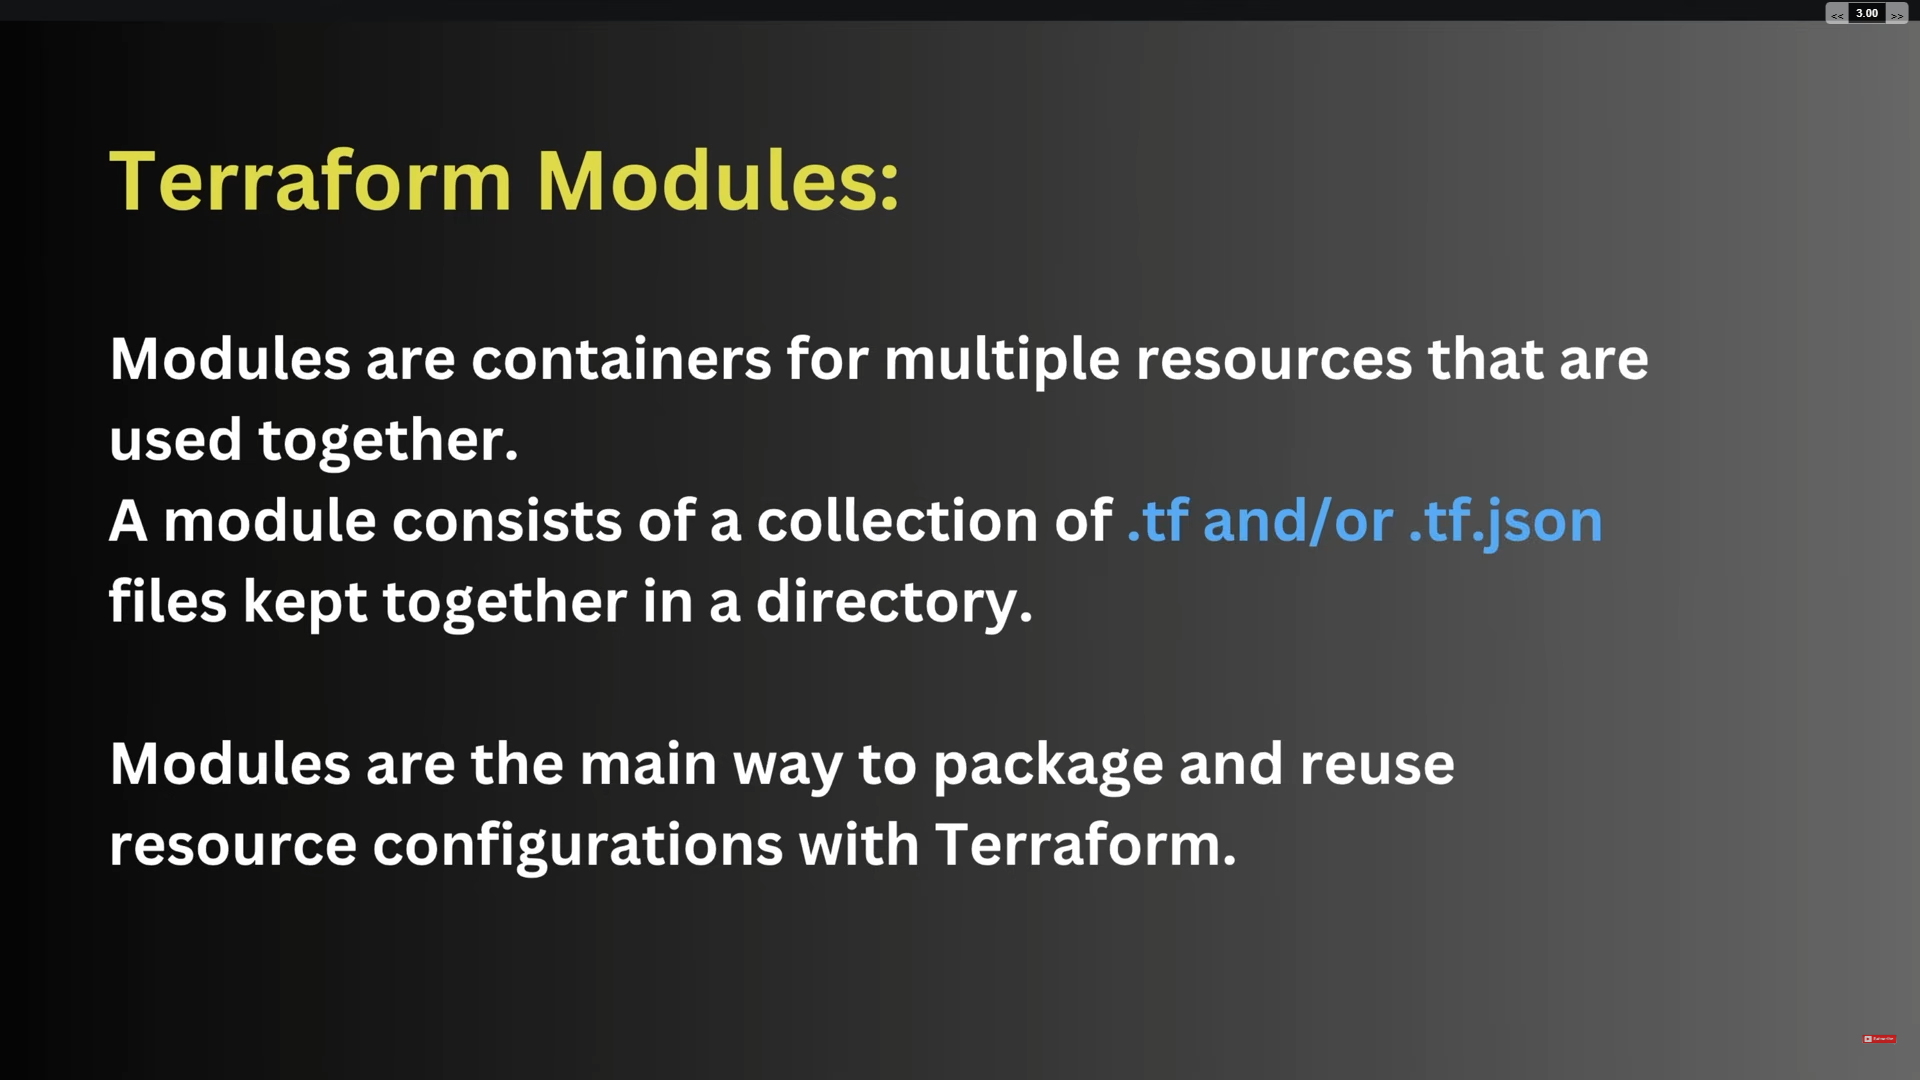 << 3.00 >>
Terraform Modules:
Modules are containers for multiple resources that are
used together.
A module consists of a collection of .tf and/or .tf.json
files kept together in a directory.
Modules are the main way to package and reuse
resource configurations with Terraform.